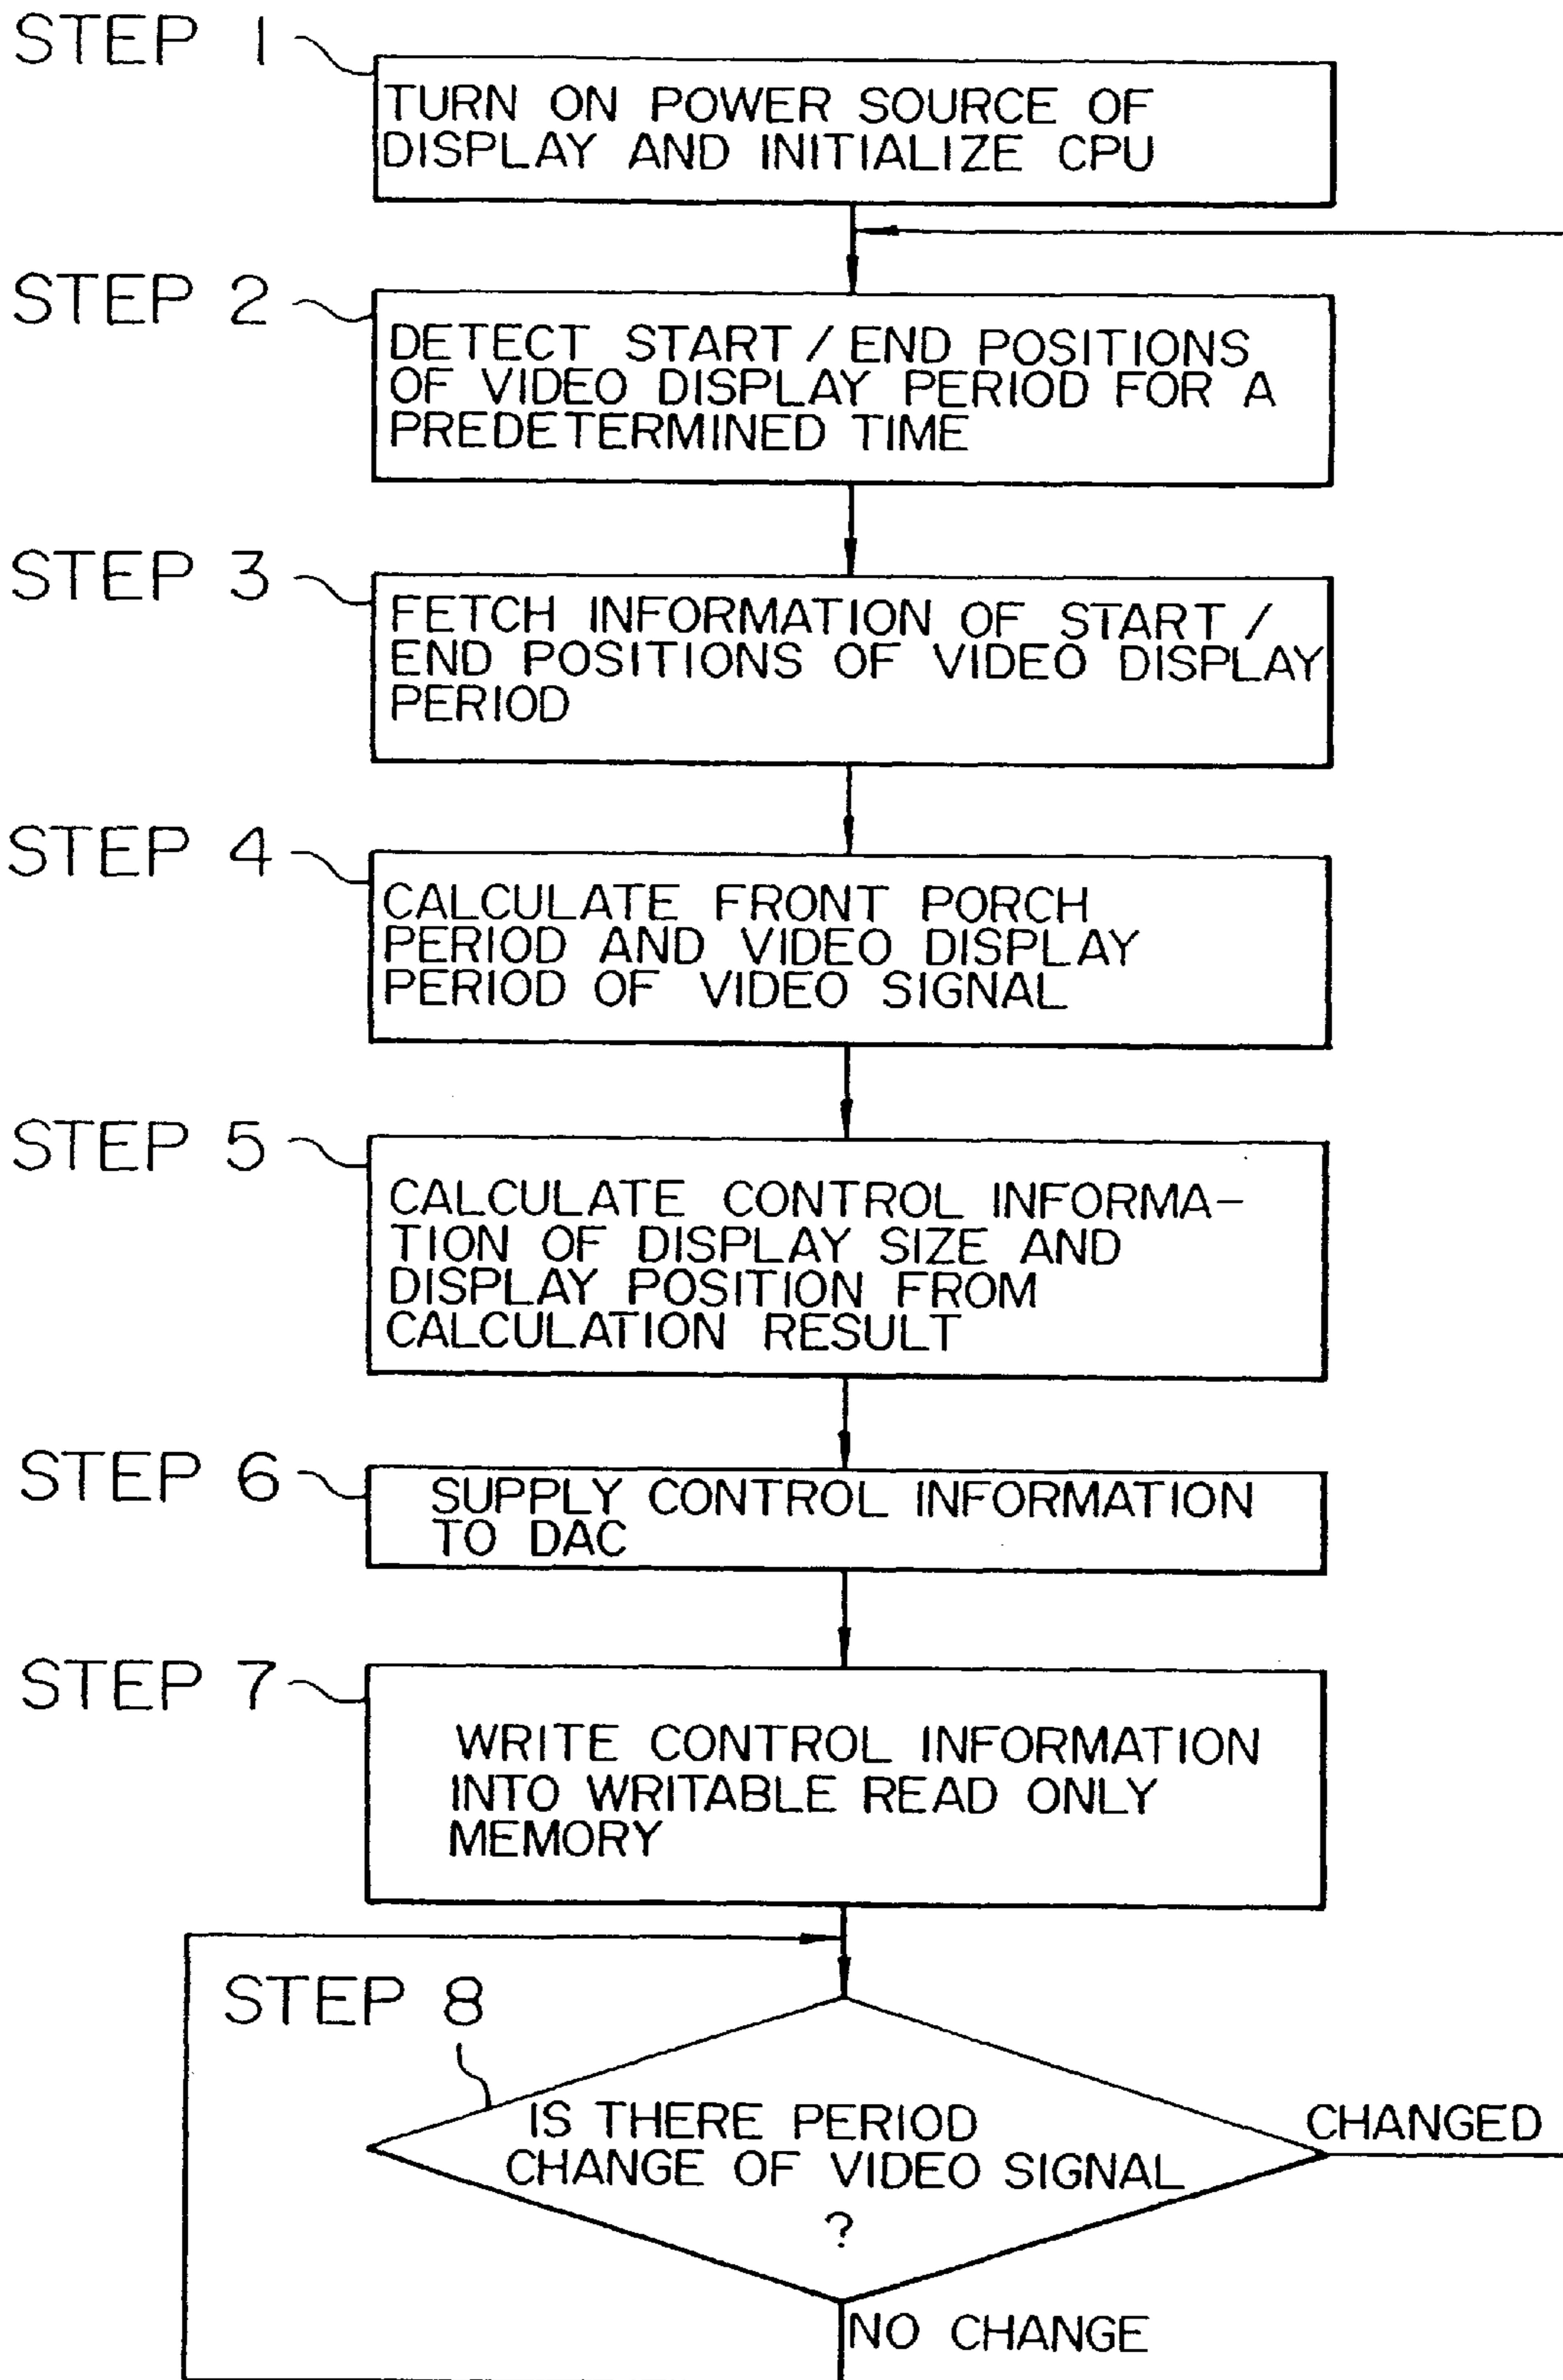 STEP 1
TURN ON POWER SOURCE OF
DISPLAY AND INITIALIZE CPU
STEP 2
DETECT START / END POSITIONS
OF VIDEO DISPLAY PERIOD FOR A
PREDETERMINED TIME
STEP 3
FETCH INFORMATION OF START /
END POSITIONS OF VIDEO DISPLAY
PERIOD
STEP 4
CALCULATE FRONT PORCH
PERIOD AND VIDEO DISPLAY
PERIOD OF VIDEO SIGNAL
STEP 5
CALCULATE CONTROL INFORMA-
TION OF DISPLAY SIZE AND
DISPLAY POSITION FROM
CALCULATION RESULT
STEP 6
SUPPLY CONTROL INFORMATION
TO DAC
STEP 7
WRITE CONTROL INFORMATION
INTO WRITABLE READ ONLY
MEMORY
STEP 8
IS THERE PERIOD
CHANGE OF VIDEO SIGNAL
?
CHANGED
NO CHANGE